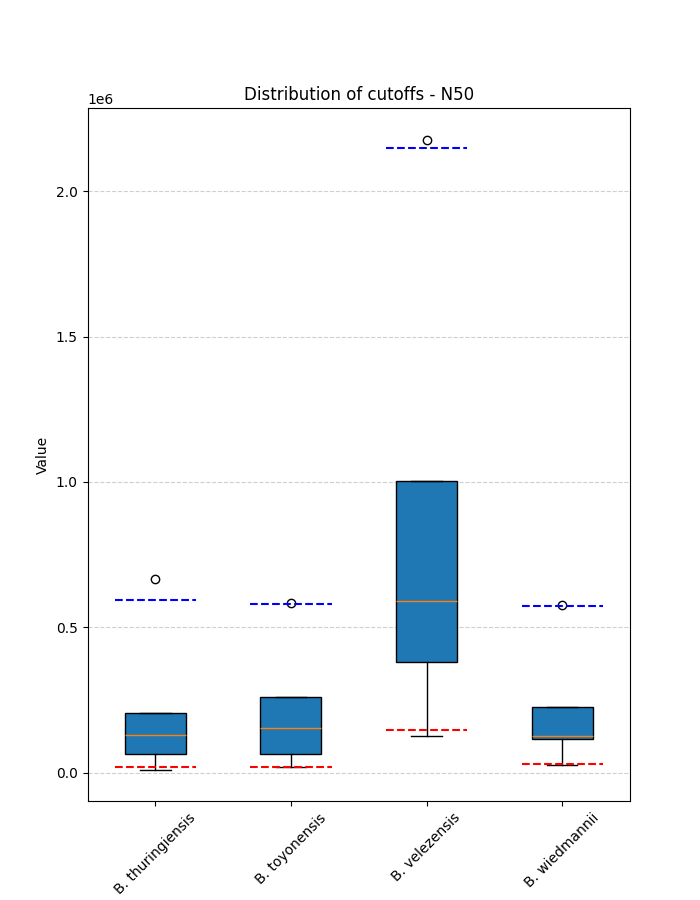 Distribution of cutoffs - N50
1e6
2.0
1.5
1.0
0.5
0.0
Value
B. thuringiensis
B. toyonensis
B. velezensis
B. wiedmannii